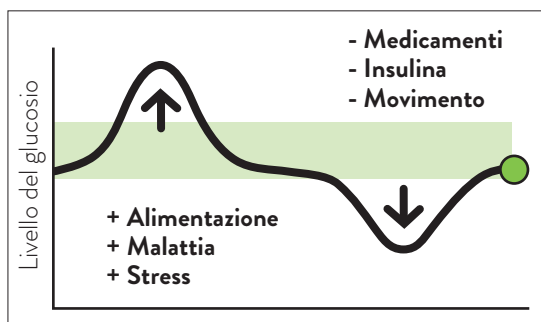 Livello del glucosio
- Medicamenti
- Insulina
- Movimento
+ Alimentazione
+ Malattia
+ Stress